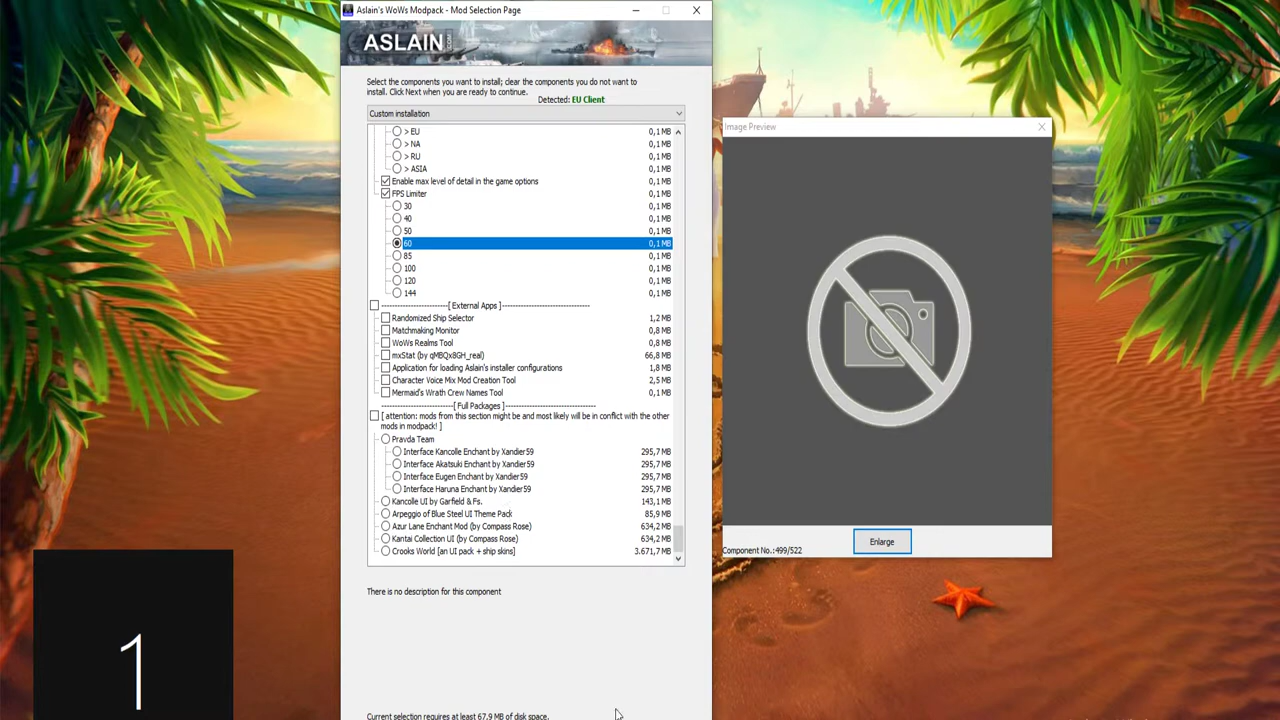 Aslain's WoWs Modpack - Mod Selection Page
ASLAIN.COM
Select the components you want to install; clear the components you do not want to
install. Click Next when you are ready to continue.
Detected: EU Client
Custom installation
> EU 0,1 MB
> NA 0,1 MB
> RU 0,1 MB
> ASIA 0,1 MB
Enable max level of detail in the game options 0,1 MB
FPS Limiter 0,1 MB
30 0,1 MB
40 0,1 MB
50 0,1 MB
60 0,1 MB
85 0,1 MB
100 0,1 MB
120 0,1 MB
144 0,1 MB
------------------------[ External Apps ]------------------------------
Randomized Ship Selector 1,2 MB
Matchmaking Monitor 0,8 MB
WoWs Realms Tool 0,8 MB
mxStat (by qMBQx8GH_real) 66,8 MB
Application for loading Aslain's installer configurations 1,8 MB
Character Voice Mix Mod Creation Tool 2,5 MB
Mermaid's Wrath Crew Names Tool 0,1 MB
--------------------------[ Full Packages ]------------------------------
[ attention: mods from this section might be and most likely will be in conflict with the other
mods in modpack! ]
Pravda Team
Interface Kancolle Enchant by Xandier59 295,7 MB
Interface Akatsuki Enchant by Xandier59 295,7 MB
Interface Eugen Enchant by Xandier59 295,7 MB
Interface Haruna Enchant by Xandier59 295,7 MB
Kancolle UI by Garfield & Fs. 143,1 MB
Arpeggio of Blue Steel UI Theme Pack 85,9 MB
Azur Lane Enchant Mod (by Compass Rose) 634,2 MB
Kantai Collection UI (by Compass Rose) 634,2 MB
Crooks World [an UI pack + ship skins] 3.671,7 MB
There is no description for this component
Current selection requires at least 67,9 MB of disk space.
Image Preview
Enlarge
Component No.:499/522
1